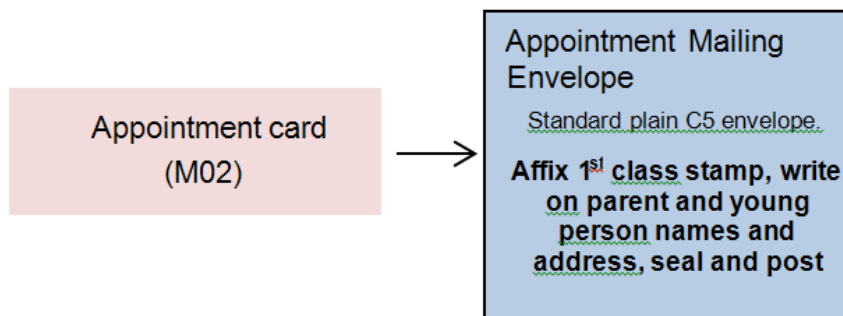 Appointment card
(M02)
Appointment Mailing
Envelope
Standard plain C5 envelope.
Affix 1st class stamp, write
on parent and young
person names and
address, seal and post